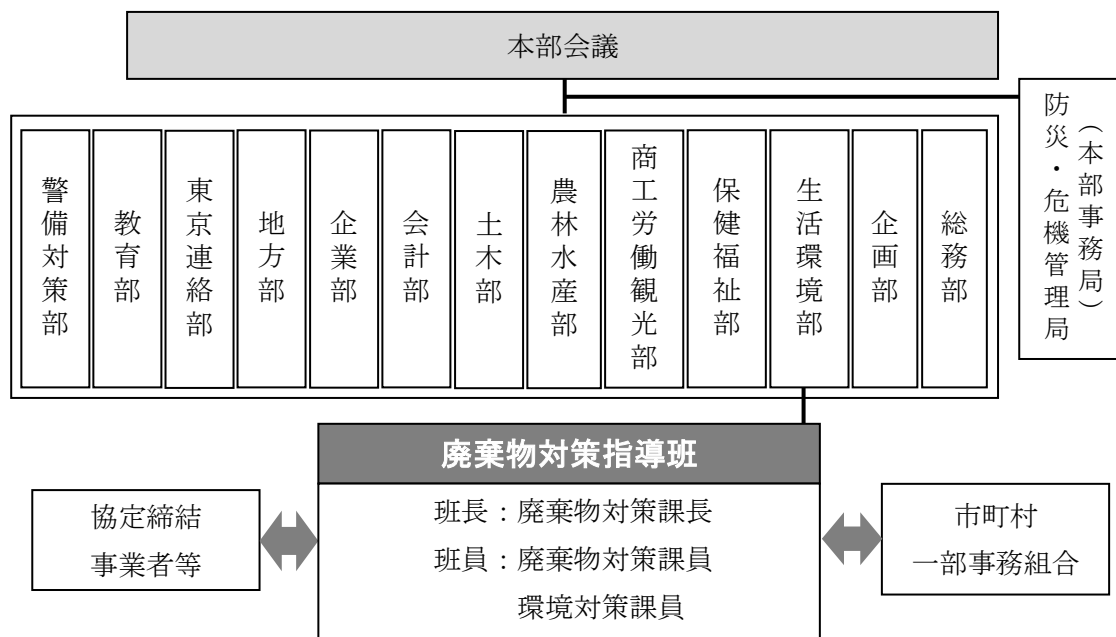 本部会議
防災・危機管理局
(本部事務局)
警備対策部
教育部
東京連絡部
地方部
企業部
会計部
土木部
農林水産部
商工労働観光部
保健福祉部
生活環境部
企画部
総務部
廃棄物対策指導班
班長:廃棄物対策課長
班員:廃棄物対策課員
環境対策課員
協定締結
事業者等
市町村
一部事務組合